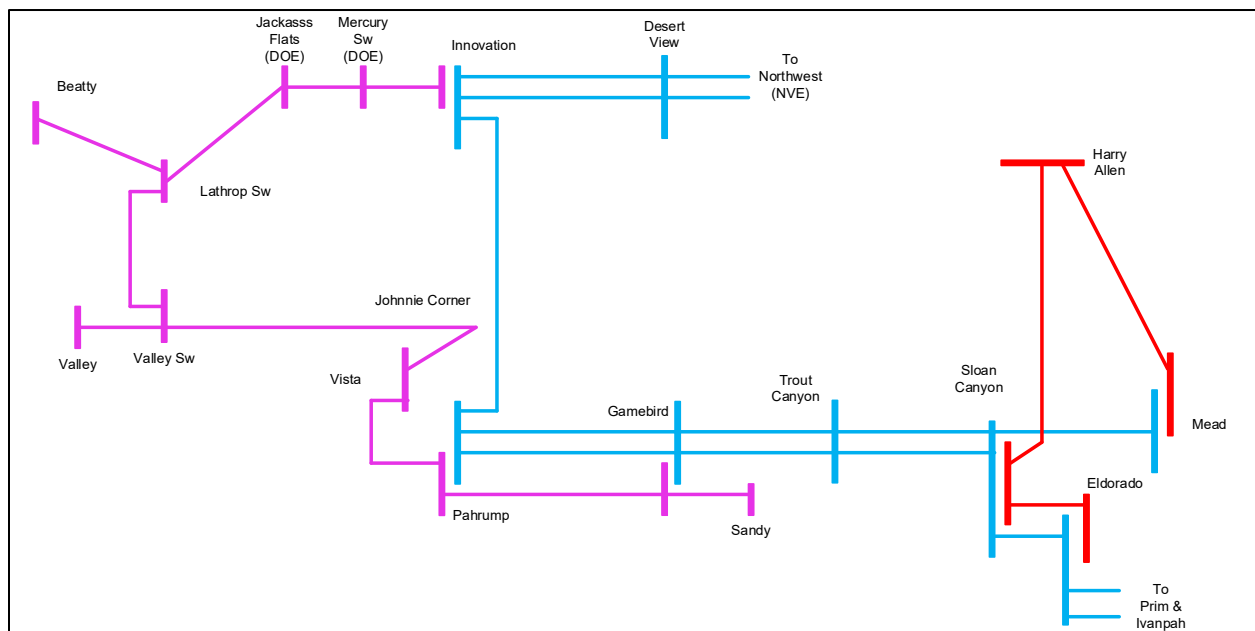 Jackasss
Flats
(DOE)
Mercury
Sw
(DOE)
Innovation
Desert
View
To
Northwest
(NVE)
Beatty
Harry
Allen
Lathrop Sw
Johnnie Corner
Valley
Valley Sw
Vista
Gamebird
Trout
Canyon
Sloan
Canyon
Mead
Eldorado
Pahrump
Sandy
To
Prim &
Ivanpah